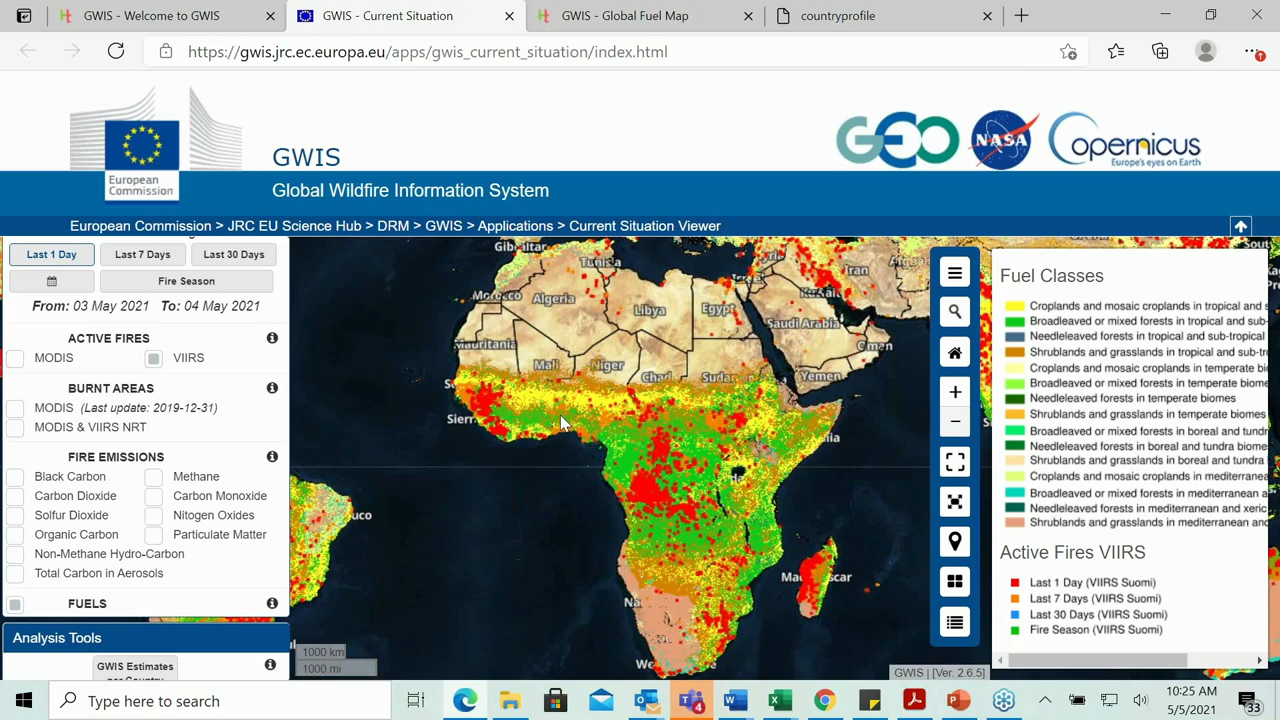 GWIS - Welcome to GWIS
GWIS - Current Situation
GWIS - Global Fuel Map
countryprofile
https://gwis.jrc.ec.europa.eu/apps/gwis_current_situation/index.html
European
Commission
GWIS
Global Wildfire Information System
GEO
NASA
opernicus
Europe's eyes on Earth
European Commission > JRC EU Science Hub > DRM > GWIS > Applications > Current Situation Viewer
Last 1 Day
Last 7 Days
Last 30 Days
Fire Season
From: 03 May 2021 To: 04 May 2021
ACTIVE FIRES
MODIS
VIIRS
BURNT AREAS
MODIS (Last update: 2019-12-31)
MODIS & VIIRS NRT
FIRE EMISSIONS
Black Carbon
Methane
Carbon Dioxide
Carbon Monoxide
Solfur Dioxide
Nitogen Oxides
Organic Carbon
Particulate Matter
Non-Methane Hydro-Carbon
Total Carbon in Aerosols
FUELS
Analysis Tools
GWIS Estimates
Gibraltar
Tunisia
Morocco
Algeria
Libya
Egypt
Iran
Kuwait
Saudi Arabia
Oman
Mauritania
Mali
Niger
Chad
Sudan
Yemen
Sierr
uco
Ma
scar
Na
1000 km
1000 mi
GWIS | [Ver. 2.6.5]
Fuel Classes
Croplands and mosaic croplands in tropical and s
Broadleaved or mixed forests in tropical and sub-
Needleleaved forests in tropical and sub-tropical
Shrublands and grasslands in tropical and sub-tro
Croplands and mosaic croplands in temperate bio
Broadleaved or mixed forests in temperate biomes
Needleleaved forests in temperate biomes
Shrublands and grasslands in temperate biomes
Broadleaved or mixed forests in boreal and tundr
Needleleaved forests in boreal and tundra biome
Shrublands and grasslands in boreal and tundra
Croplands and mosaic croplands in mediterranean
Broadleaved or mixed forests in mediterranean a
Needleleaved forests in mediterranean and xeric
Shrublands and grasslands in mediterranean and
Active Fires VIIRS
Last 1 Day (VIIRS Suomi)
Last 7 Days (VIIRS Suomi)
Last 30 Days (VIIRS Suomi)
Fire Season (VIIRS Suomi)
Type here to search
4
10:25 AM
5/5/2021
33